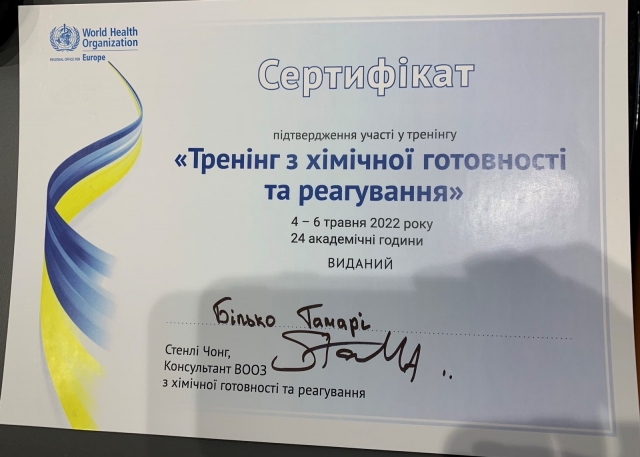 World Health
Organization
REGIONAL OFFICE FOR Europe
Сертифікат
підтвердження участі у тренінгу
«Тренінг з хімічної готовності
та реагування»
4 – 6 травня 2022 року
24 академічні години
ВИДАНИЙ
Білько Тамарі
Стенлі Чонг,
Консультант ВООЗ
з хімічної готовності та реагування